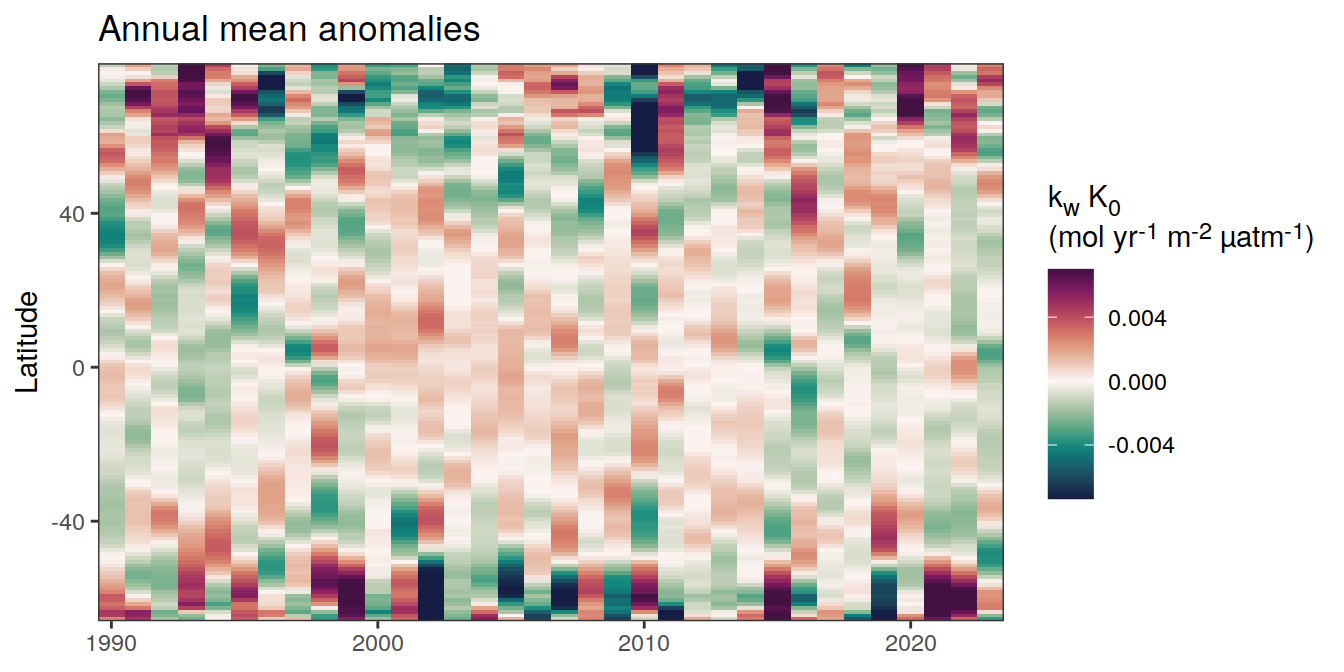 Annual mean anomalies
Latitude
40
0
-40
1990
2000
2010
2020
k_w K_0
(mol yr⁻¹ m⁻² µatm⁻¹)
0.004
0.000
-0.004